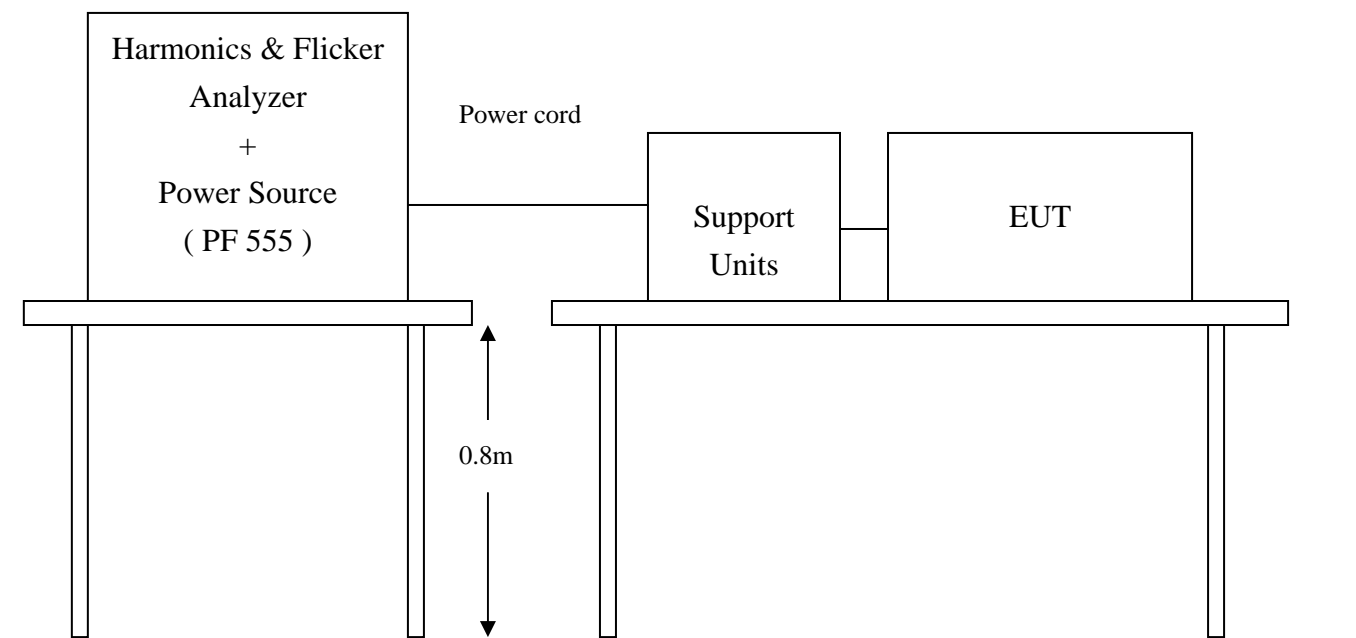 Harmonics & Flicker
Analyzer
+
Power Source
( PF 555 )
Power cord
Support
Units
EUT
0.8m